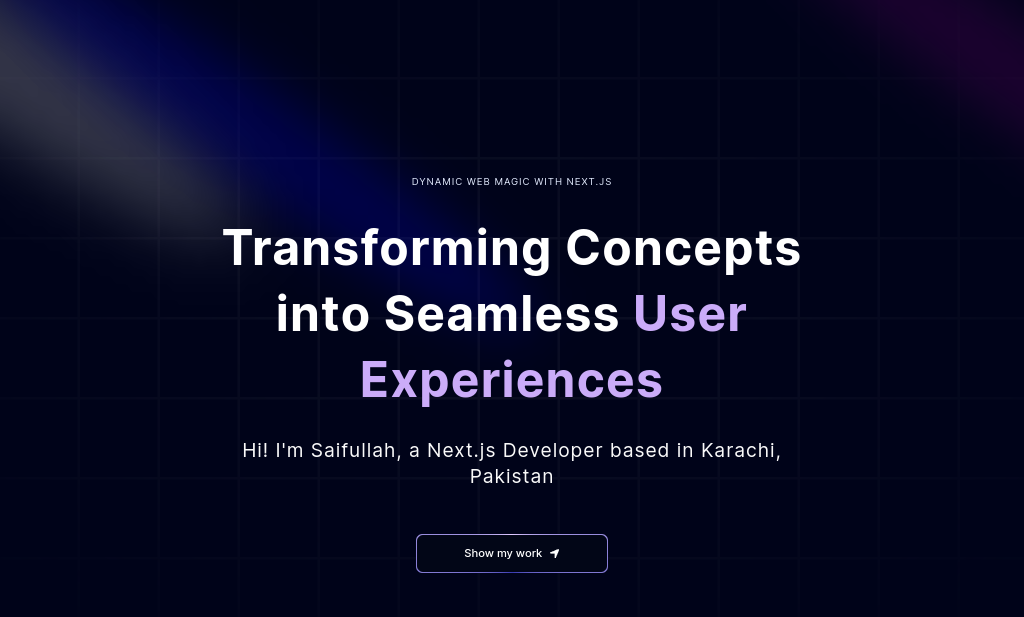 DYNAMIC WEB MAGIC WITH NEXT.JS
Transforming Concepts
into Seamless User
Experiences
Hi! I'm Saifullah, a Next.js Developer based in Karachi,
Pakistan
Show my work